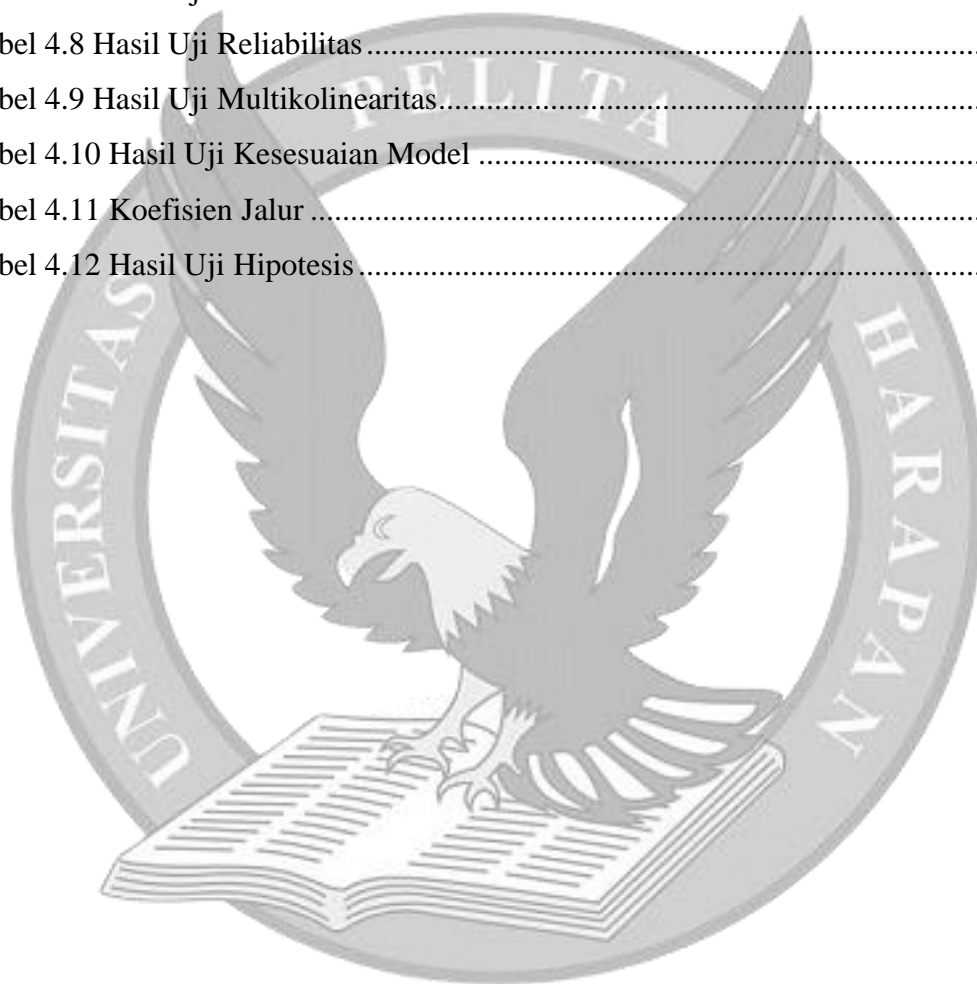 bel 4.8 Hasil Uji Reliabilitas ........................................................................
bel 4.9 Hasil Uji Multikolinearitas ...............................................................
bel 4.10 Hasil Uji Kesesuaian Model ..........................................................
bel 4.11 Koefisien Jalur ...............................................................................
bel 4.12 Hasil Uji Hipotesis .........................................................................
UNIVERSITAS PELITA HARAPAN